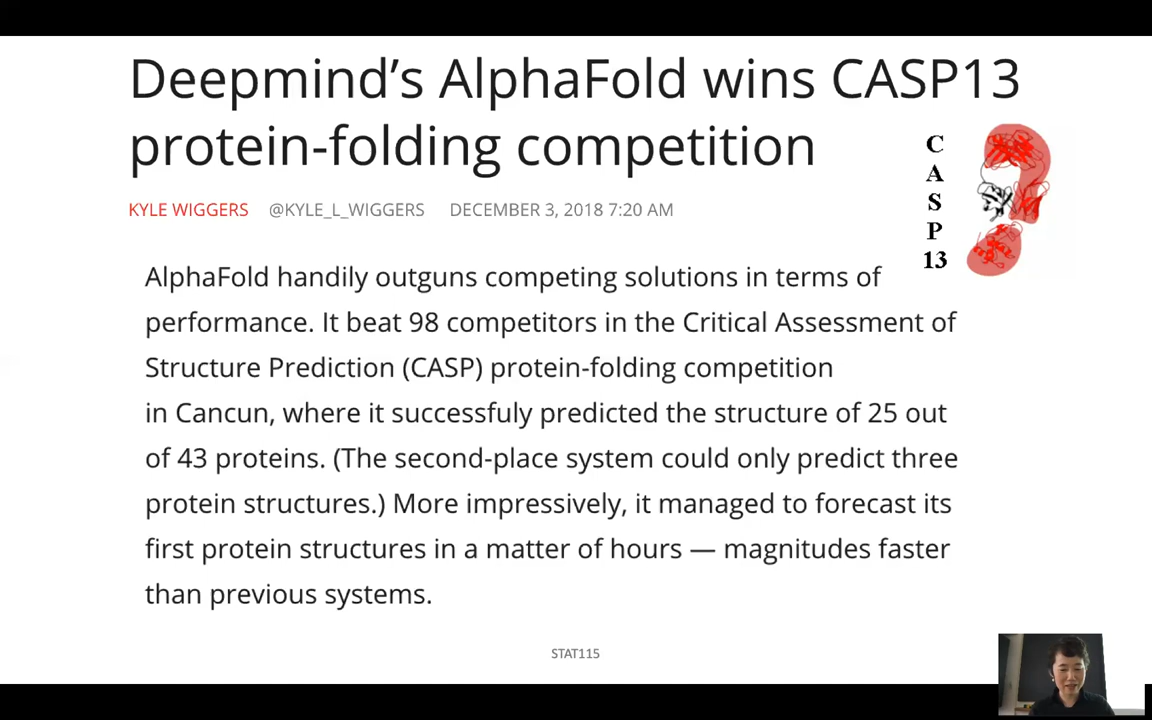 Deepmind’s AlphaFold wins CASP13
protein-folding competition
KYLE WIGGERS @KYLE_L_WIGGERS DECEMBER 3, 2018 7:20 AM
C
A
S
P
13
AlphaFold handily outguns competing solutions in terms of
performance. It beat 98 competitors in the Critical Assessment of
Structure Prediction (CASP) protein-folding competition
in Cancun, where it successfuly predicted the structure of 25 out
of 43 proteins. (The second-place system could only predict three
protein structures.) More impressively, it managed to forecast its
first protein structures in a matter of hours — magnitudes faster
than previous systems.
STAT115